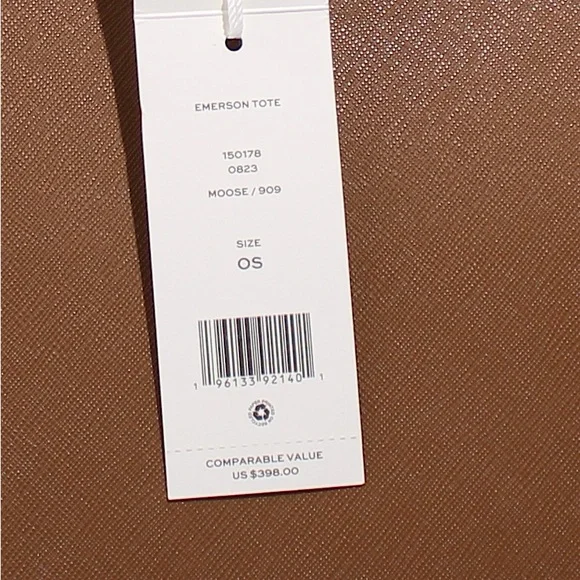 EMERSON TOTE
150178
0823
MOOSE / 909
SIZE
OS
1 96133 92140 1
COMPARABLE VALUE
US $398.00